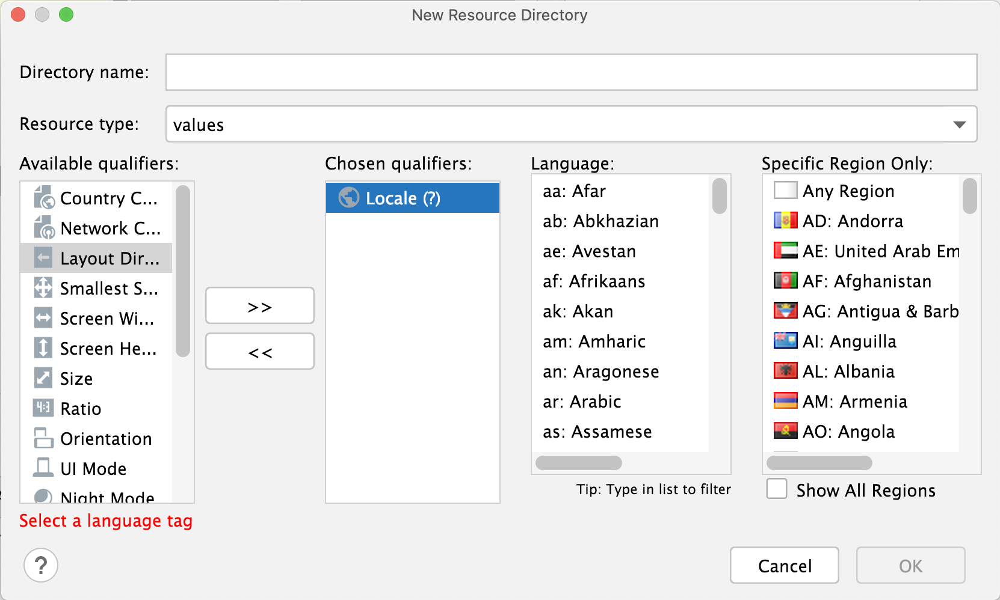 New Resource Directory
Directory name:
Resource type:
values
Available qualifiers:
Country C...
Network C...
Layout Dir...
Smallest S...
Screen Wi...
Screen He...
Size
4:3
Ratio
Orientation
UI Mode
Night Mode
Select a language tag
>>
<<
Chosen qualifiers:
Locale (?)
Language:
aa: Afar
ab: Abkhazian
ae: Avestan
af: Afrikaans
ak: Akan
am: Amharic
an: Aragonese
ar: Arabic
as: Assamese
Tip: Type in list to filter
Specific Region Only:
Any Region
AD: Andorra
AE: United Arab Em
AF: Afghanistan
AG: Antigua & Barb
AI: Anguilla
AL: Albania
AM: Armenia
AO: Angola
Show All Regions
?
Cancel
OK